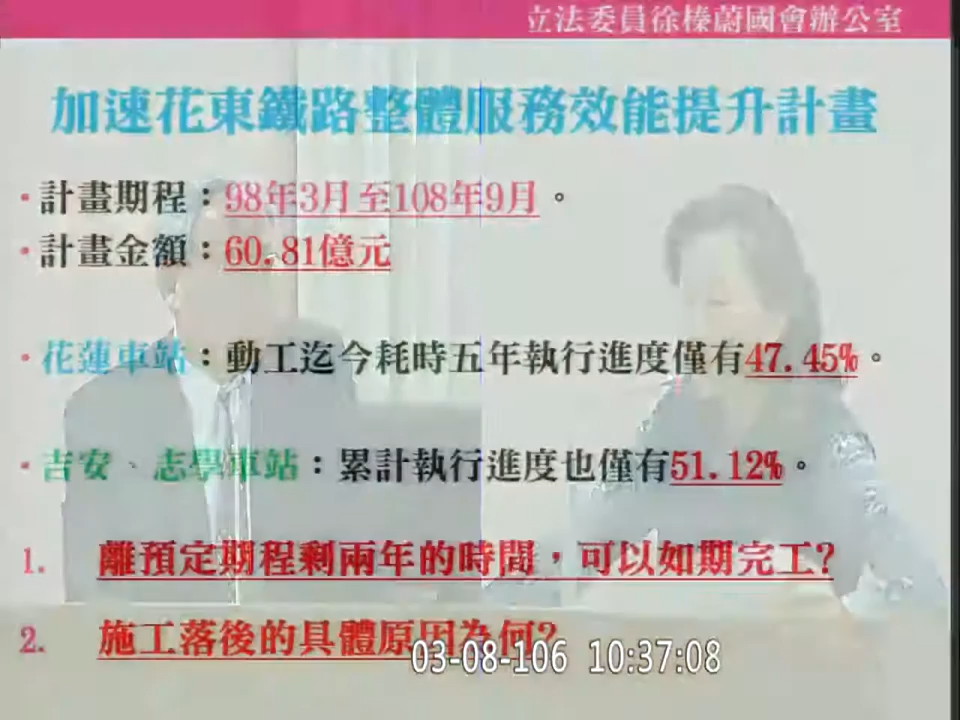 立法委員徐榛蔚國會辦公室
加速花東鐵路整體服務效能提升計畫
·計畫期程：98年3月至108年9月。
·計畫金額：60.81億元
·花蓮車站：動工迄今耗時五年執行進度僅有47.45%。
·吉安、志學車站：累計執行進度也僅有51.12%。
1. 離預定期程剩兩年的時間，可以如期完工?
2. 施工落後的具體原因為何?
03-08-106 10:37:08